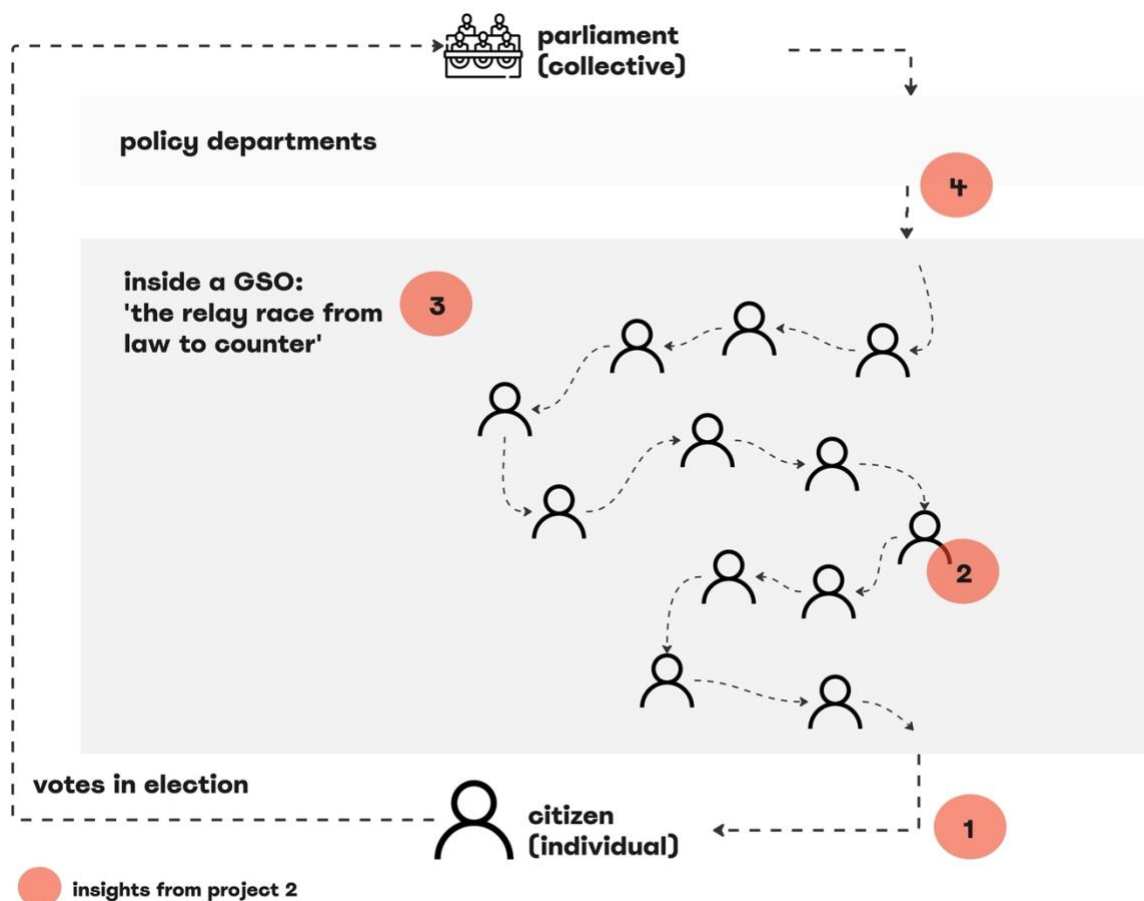 parliament
(collective)
policy departments
4
inside a GSO:
'the relay race from
law to counter'
3
2
votes in election
citizen
(individual)
1
insights from project 2